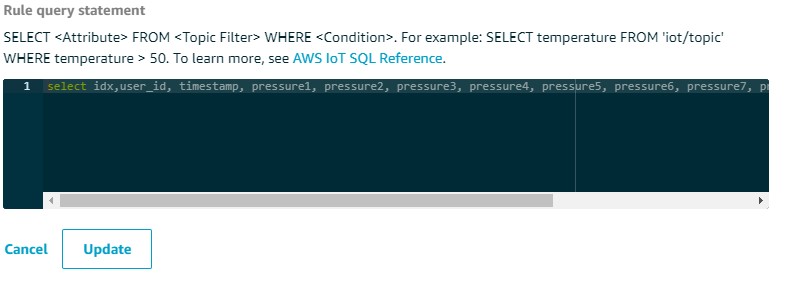 Rule query statement
SELECT <Attribute> FROM <Topic Filter> WHERE <Condition>. For example: SELECT temperature FROM 'iot/topic'
WHERE temperature > 50. To learn more, see AWS IoT SQL Reference.
1 select idx,user_id, timestamp, pressure1, pressure2, pressure3, pressure4, pressure5, pressure6, pressure7,
Cancel Update